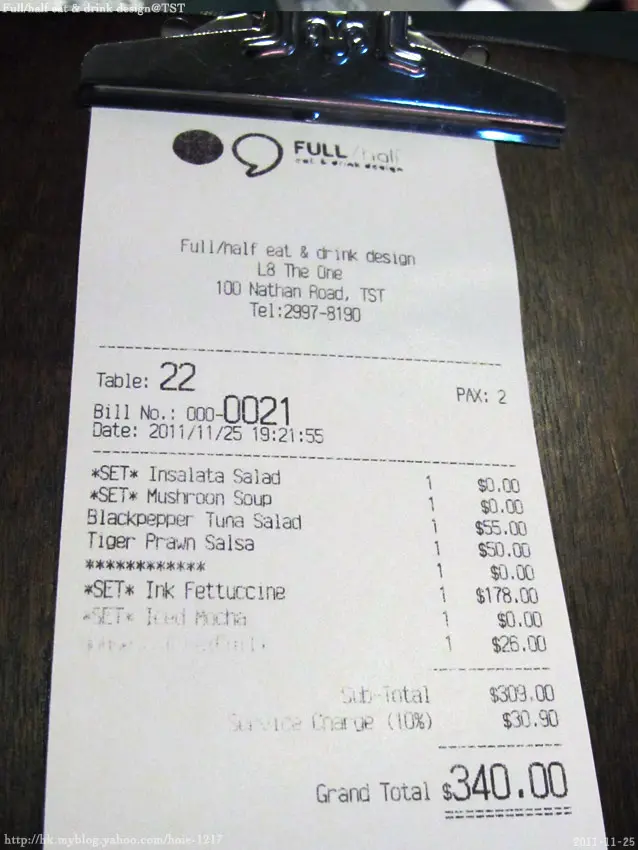 Full/half eat & drink design@TST
FULL/half
eat & drink design
Full/half eat & drink design
L8 The One
100 Nathan Road, TST
Tel:2997-8190
Table: 22
PAX: 2
Bill No.: 000-0021
Date: 2011/11/25 19:21:55
*SET* Insalata Salad 1 $0.00
*SET* Mushroon Soup 1 $0.00
Blackpepper Tuna Salad 1 $55.00
Tiger Prawn Salsa 1 $50.00
************ 1 $0.00
*SET* Ink Fettuccine 1 $178.00
*SET* Iced Mocha 1 $0.00
1 $26.00
Sub-Total $309.00
Service Charge (10%) $30.90
Grand Total $340.00
http://hk.myblog.yahoo.com/hnie-1217
2011-11-25